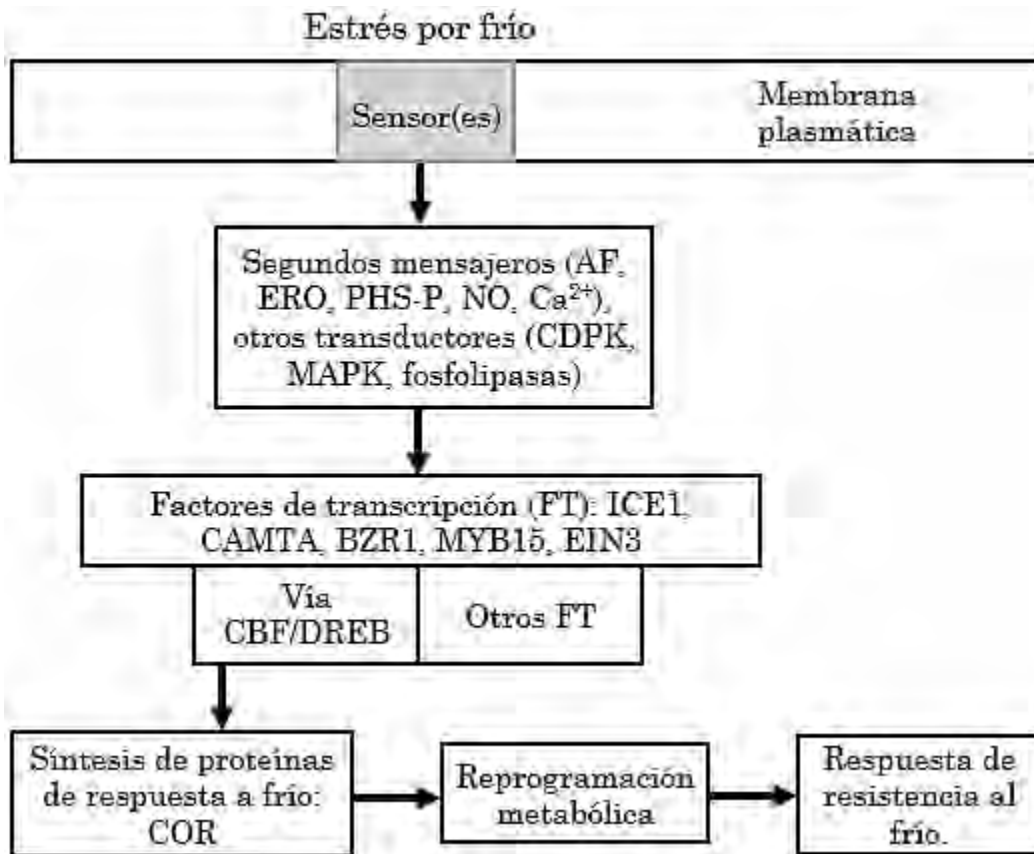 Estrés por frío
Sensor(es)
Membrana
plasmática
Segundos mensajeros (AF,
ERO, PHS-P, NO, Ca²⁺),
otros transductores (CDPK,
MAPK, fosfolipasas)
Factores de transcripción (FT): ICE1,
CAMTA, BZR1, MYB15, EIN3
Vía
CBF/DREB
Otros FT
Síntesis de proteínas
de respuesta a frío:
COR
Reprogramación
metabólica
Respuesta de
resistencia al
frío.